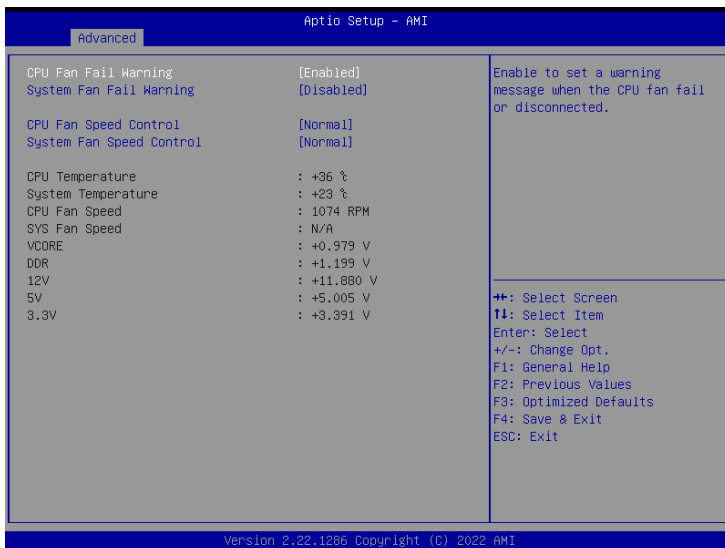 Aptio Setup – AMI
Advanced
CPU Fan Fail Warning [Enabled]
System Fan Fail Warning [Disabled]
CPU Fan Speed Control [Normal]
System Fan Speed Control [Normal]
CPU Temperature : +36 ℃
System Temperature : +23 ℃
CPU Fan Speed : 1074 RPM
SYS Fan Speed : N/A
VCORE : +0.979 V
DDR : +1.199 V
12V : +11.880 V
5V : +5.005 V
3.3V : +3.391 V
Enable to set a warning
message when the CPU fan fail
or disconnected.
→←: Select Screen
↑↓: Select Item
Enter: Select
+/-: Change Opt.
F1: General Help
F2: Previous Values
F3: Optimized Defaults
F4: Save & Exit
ESC: Exit
Version 2.22.1286 Copyright (C) 2022 AMI